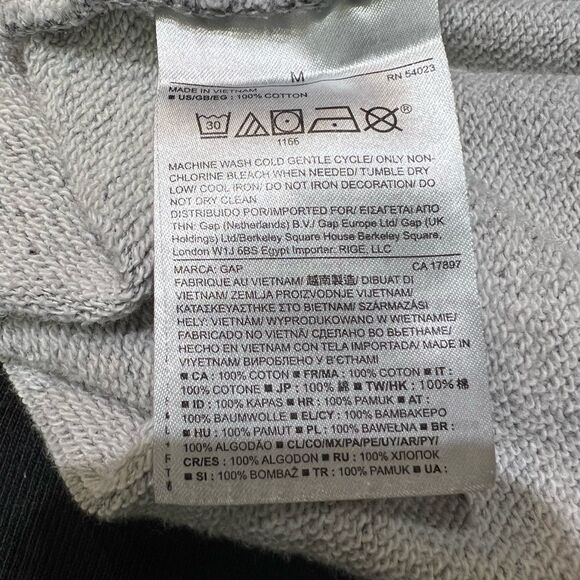 M
RN 54023
MADE IN VIETNAM
■ US/GB/EG : 100% COTTON
30
®
1166
MACHINE WASH COLD GENTLE CYCLE/ ONLY NON-
CHLORINE BLEACH WHEN NEEDED/ TUMBLE DRY
LOW/ COOL IRON/ DO NOT IRON DECORATION/ DO
NOT DRY CLEAN
DISTRIBUIDO POR/IMPORTED FOR/ ΕΙΣΑΓΕΤΑΙ ΑΠΟ
ΤΗΝ: Gap (Netherlands) B.V./ Gap Europe Ltd/ Gap (UK
Holdings) Ltd/Berkeley Square House Berkeley Square,
London W1J 6BS Egypt Importer: RIGE, LLC
MARCA: GAP
CA 17897
FABRIQUE AU VIETNAM/ 越南製造/ DIBUAT DI
VIETNAM/ ZEMLJA PROIZVODNJE VIJETNAM/
ΚΑΤΑΣΚΕΥΑΣΤΗΚΕ ΣΤΟ ΒΙΕΤΝΑΜ/ SZÁRMAZÁSI
HELY: VIETNÁM/ WYPRODUKOWANO W WIETNAMIE/
FABRICADO NO VIETNÃ/ СДЕЛАНО ВО ВЬЕТНАМЕ/
HECHO EN VIETNAM CON TELA IMPORTADA/ MADE IN
VIYETNAM/ ВИРОБЛЕНО У В'ЄТНАМІ
■ CA : 100% COTON ■ FR/MA : 100% COTON ■ IT :
100% COTONE ■ JP : 100% 綿 ■ TW/HK : 100% 棉
■ ID : 100% KAPAS ■ HR : 100% PAMUK ■ AT :
100% BAUMWOLLE ■ EL/CY : 100% ΒΑΜΒΑΚΕΡΟ
■ HU : 100% PAMUT ■ PL : 100% BAWEŁNA ■ BR :
100% ALGODÃO ■ CL/CO/MX/PA/PE/UY/AR/PY/
CR/ES : 100% ALGODON ■ RU : 100% ХЛОПОК
■ SI : 100% BOMBAŽ ■ TR : 100% PAMUK ■ UA :